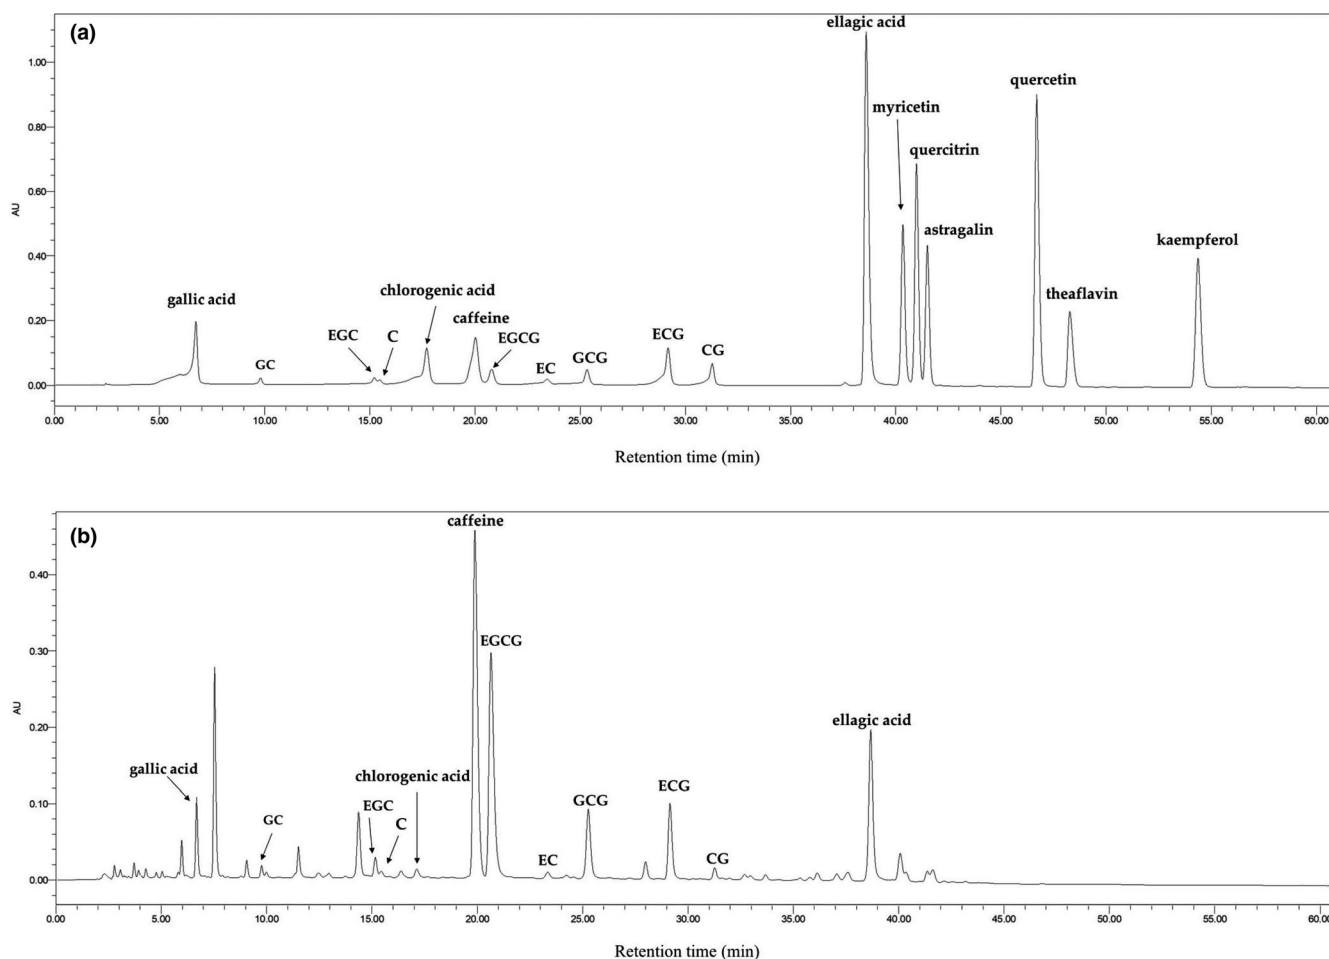 (a)
ellagic acid
quercetin
myricetin
quercitrin
astragalin
kaempferol
theaflavin
gallic acid
chlorogenic acid
caffeine
EGC
C
EGCG
GC
EC
GCG
ECG
CG
1.00
0.80
0.60
0.40
0.20
0.00
AU
0.00 5.00 10.00 15.00 20.00 25.00 30.00 35.00 40.00 45.00 50.00 55.00 60.00
Retention time (min)
(b)
caffeine
EGCG
ellagic acid
gallic acid
chlorogenic acid
EGC
GCG
ECG
GC
C
EC
CG
0.40
0.30
0.20
0.10
0.00
AU
0.00 5.00 10.00 15.00 20.00 25.00 30.00 35.00 40.00 45.00 50.00 55.00 60.00
Retention time (min)